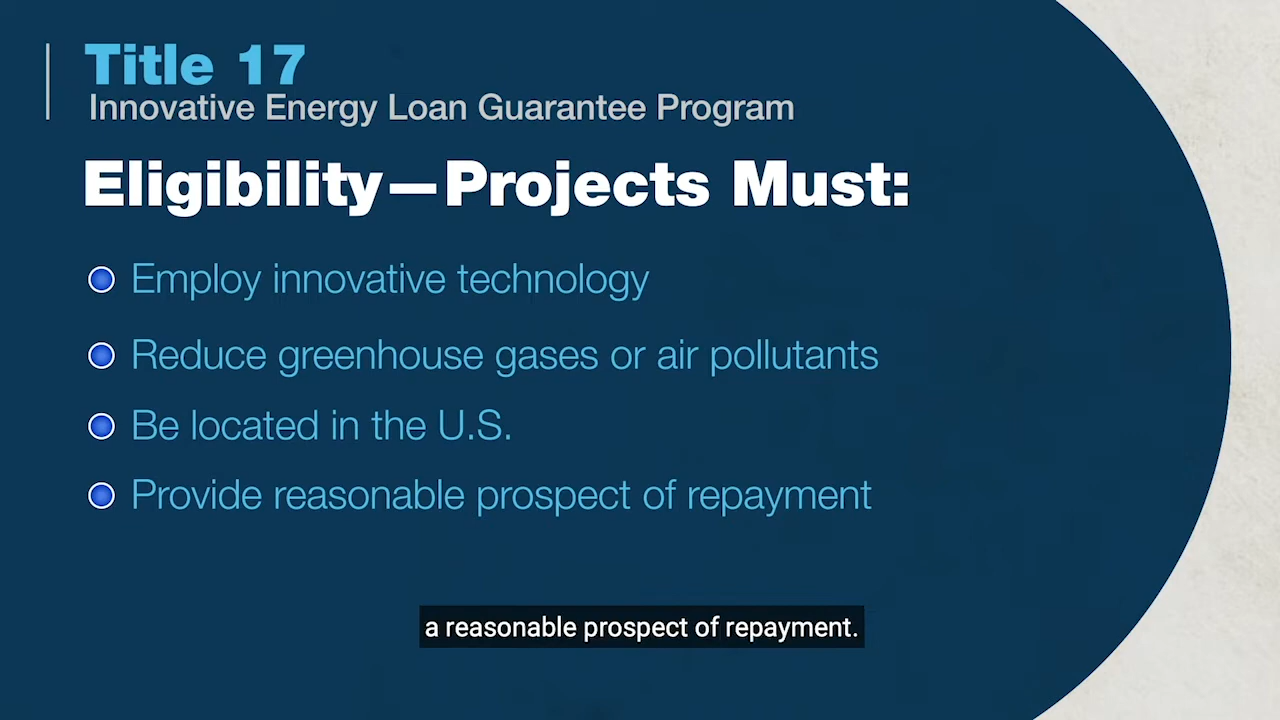 Title 17
Innovative Energy Loan Guarantee Program
Eligibility—Projects Must:
Employ innovative technology
Reduce greenhouse gases or air pollutants
Be located in the U.S.
Provide reasonable prospect of repayment
a reasonable prospect of repayment.